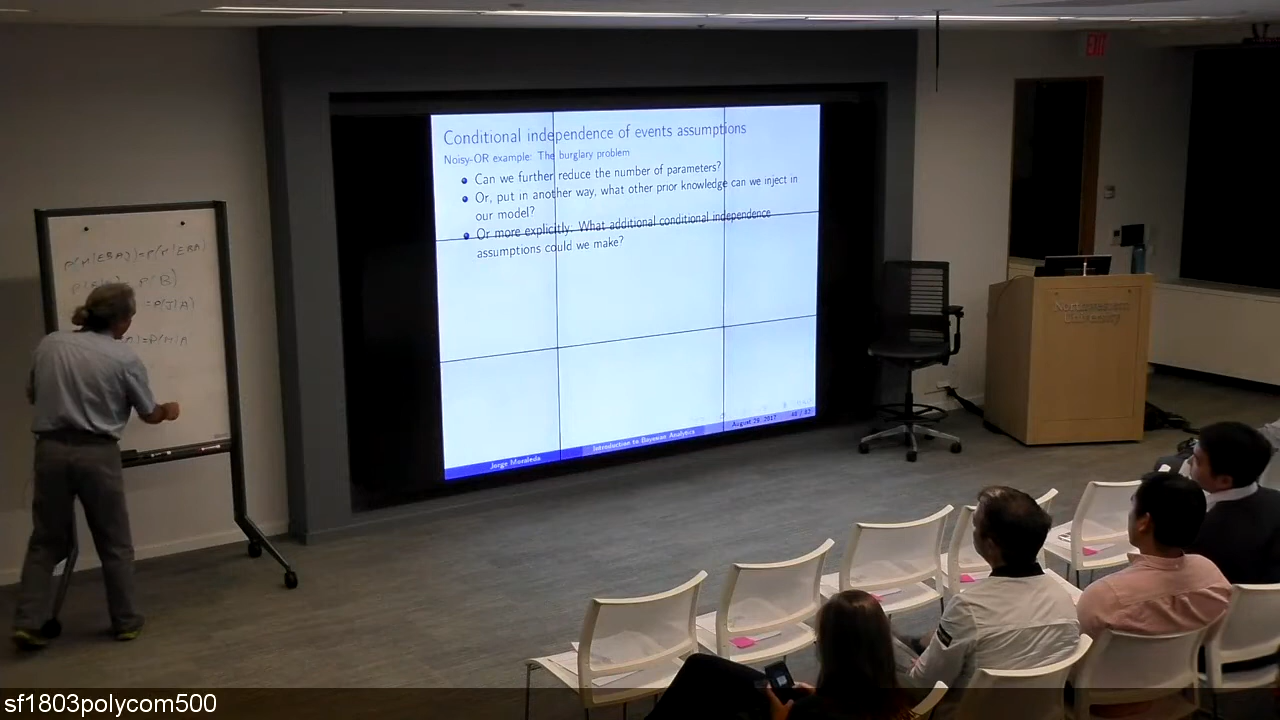 EXIT
Conditional independence of events assumptions
Noisy-OR example: The burglary problem
Can we further reduce the number of parameters?
Or, put in another way, what other prior knowledge can we inject in
our model?
Or more explicitly: What additional conditional independence
assumptions could we make?
Jorge Moraleda
Introduction to Bayesian Analytics
August 29, 2017
Northwestern
University
sf1803polycom500